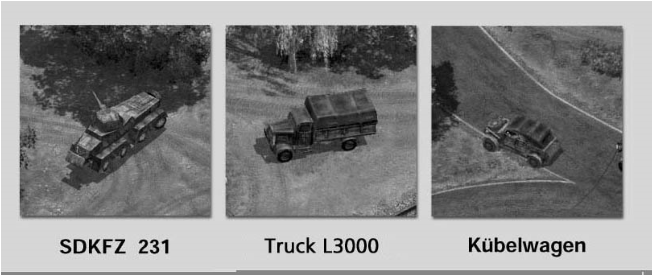 SDKFZ 231
Truck L3000
Kübelwagen